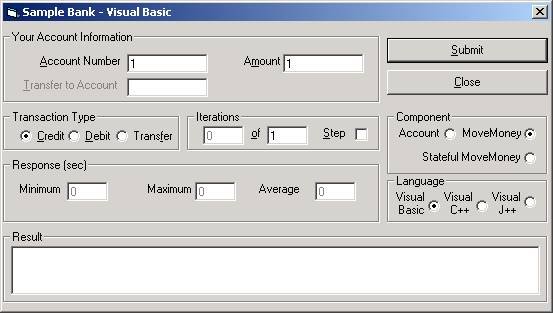 Sample Bank - Visual Basic
Your Account Information
Account Number 1 Amount 1
Transfer to Account
Submit
Close
Transaction Type
Credit Debit Transfer
Iterations
0 of 1 Step
Component
Account MoveMoney
Stateful MoveMoney
Response (sec)
Minimum 0 Maximum 0 Average 0
Language
Visual Basic Visual C++ Visual J++
Result